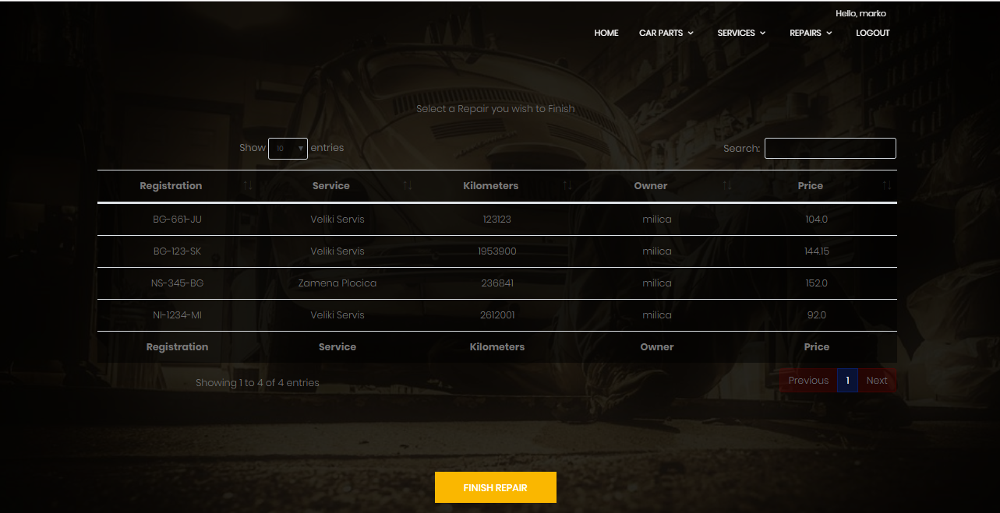 Hello, marko
HOME CAR PARTS SERVICES REPAIRS LOGOUT
Select a Repair you wish to Finish
Show 10 entries Search:
Registration Service Kilometers Owner Price
BG-661-JU Veliki Servis 123123 milica 104.0
BG-123-SK Veliki Servis 1953900 milica 144.15
NS-345-BG Zamena Plocica 236841 milica 152.0
NI-1234-MI Veliki Servis 2612001 milica 92.0
Registration Service Kilometers Owner Price
Showing 1 to 4 of 4 entries Previous 1 Next
FINISH REPAIR